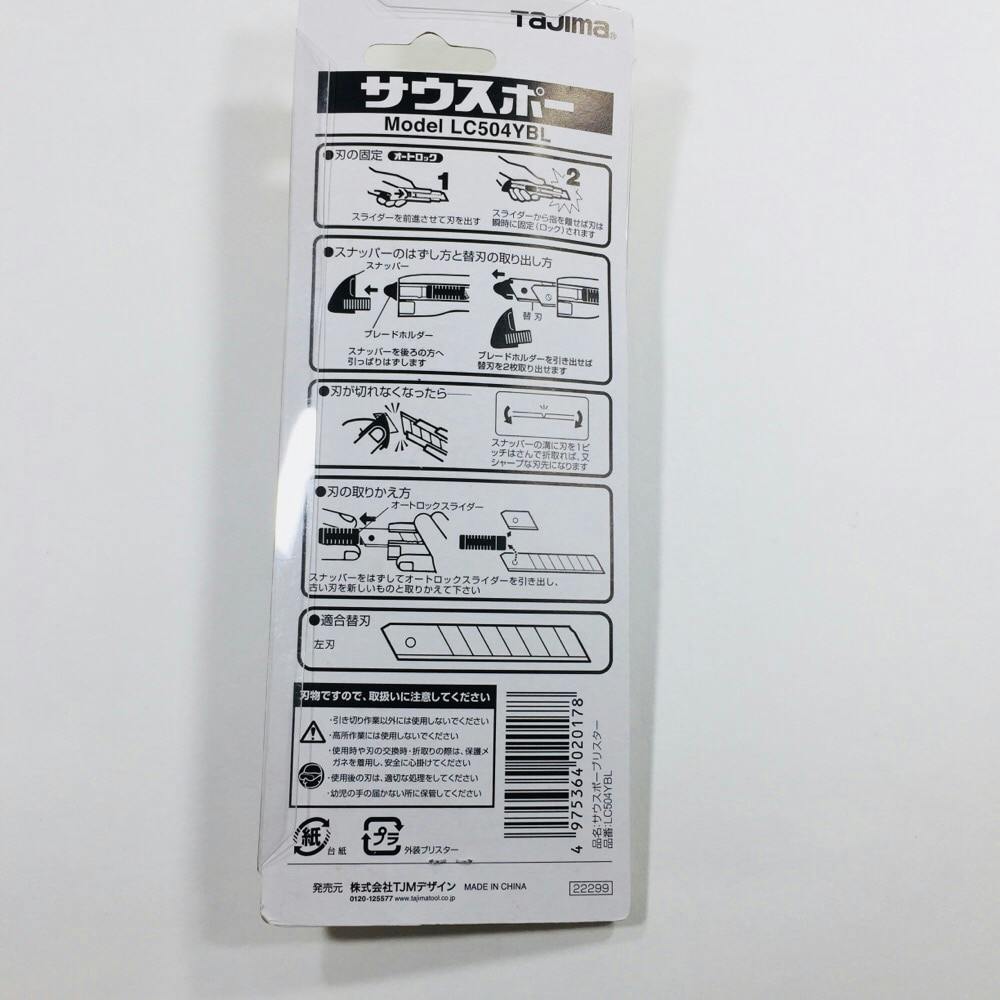 Tajima®
サウスポー
Model LC504YBL
●刃の固定 オートロック
1
2
スライダーを前進させて刃を出す
スライダーから指を離せば刃は
瞬時に固定(ロック)されます
●スナッパーのはずし方と替刃の取り出し方
スナッパー
替刃
ブレードホルダー
スナッパーを後ろの方へ
引っぱりはずします
ブレードホルダーを引き出せば
替刃を2枚取り出せます
●刃が切れなくなったら
スナッパーの溝に刃を1ピ
ッチはさんで折取れば、又
シャープな刃先になります
●刃の取りかえ方
オートロックスライダー
スナッパーをはずしてオートロックスライダーを引き出し、
古い刃を新しいものと取りかえて下さい
●適合替刃
左刃
刃物ですので、取扱いに注意してください
・引き切り作業以外には使用しないでください
・高所作業には使用しないでください
・使用時や刃の交換時・折取りの際は、保護メ
ガネを着用し、安全に心掛けてください
・使用後の刃は、適切な処理をしてください
・幼児の手の届かない所に保管してください
4 975364 020178
品名:サウスポーブリスター
品番:LC504YBL
紙 台紙
プラ 外装ブリスター
発売元 株式会社TJMデザイン MADE IN CHINA
0120-125577 www.tajimatool.co.jp
22299